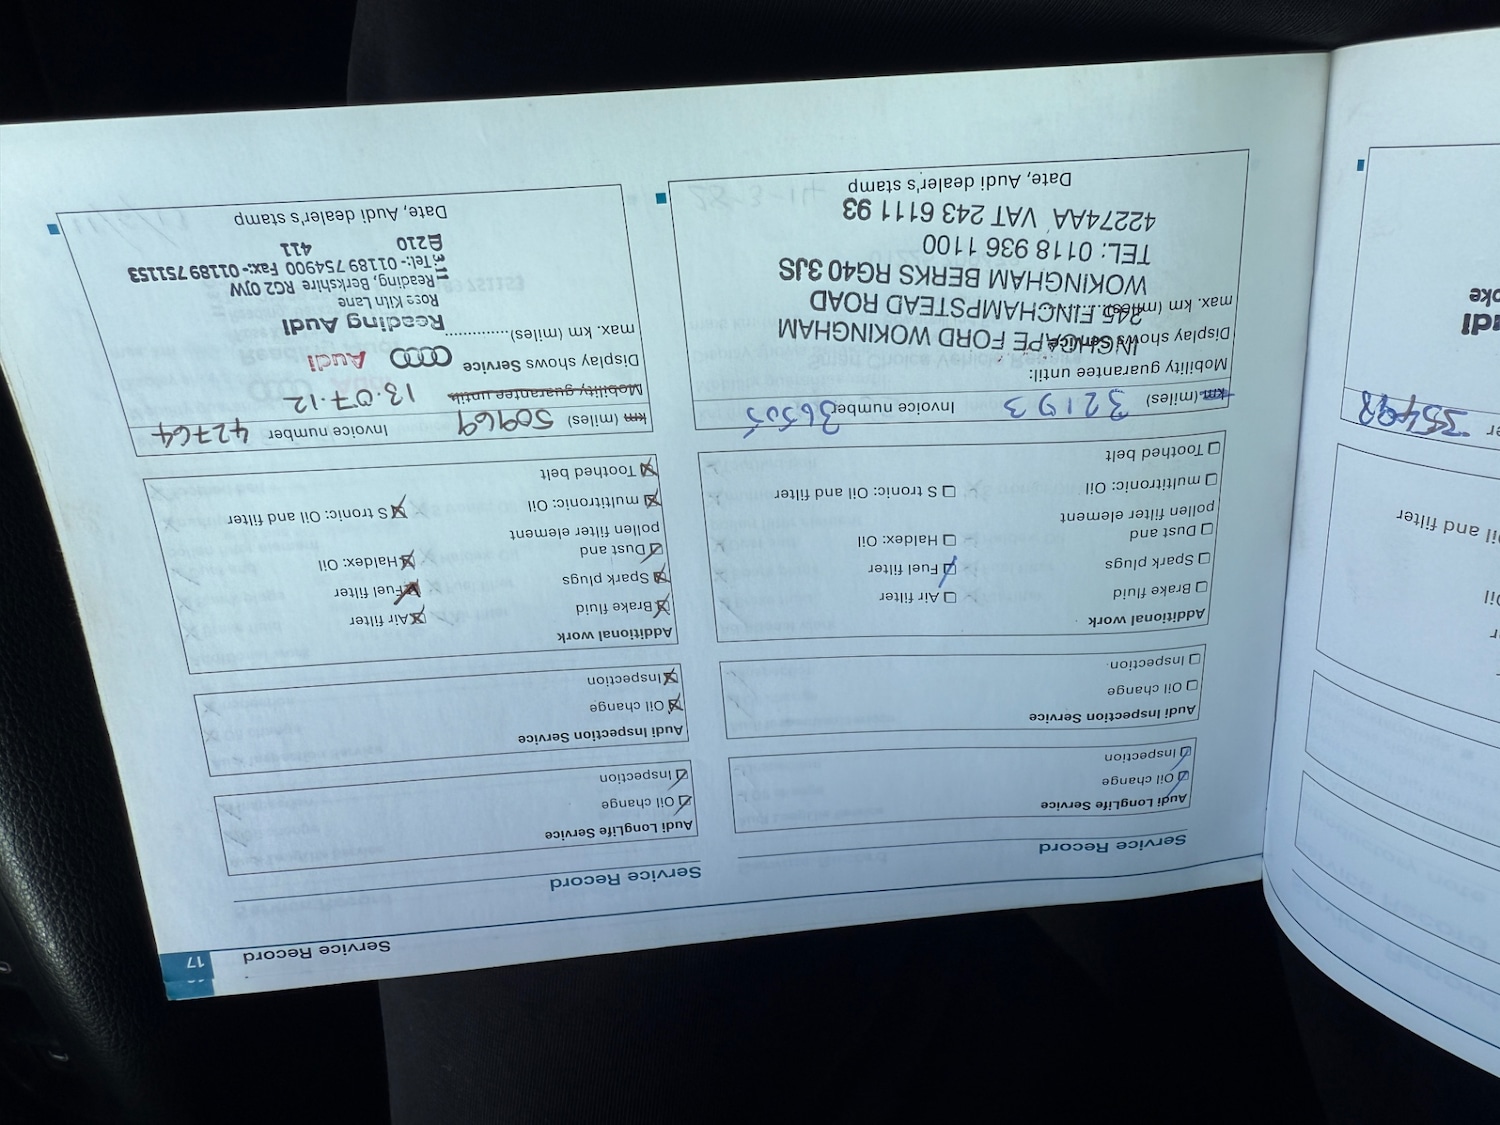 Service Record
17
Service Record
Audi LongLife Service
Oil change
Inspection
Audi Inspection Service
Oil change
Inspection
Additional work
Brake fluid
Air filter
Spark plugs
Fuel filter
Dust and
pollen filter element
Haldex: Oil
multitronic: Oil
S tronic: Oil and filter
Toothed belt
km (miles) 32193 Invoice number 36505
Mobility guarantee until:
Display shows Service
INCHCAPE FORD WOKINGHAM
max. km (miles)
245 FINCHAMPSTEAD ROAD
WOKINGHAM BERKS RG40 3JS
TEL: 0118 936 1100
42274AA VAT 243 6111 93
Date, Audi dealer's stamp
Service Record
Audi LongLife Service
Oil change
Inspection
Audi Inspection Service
Oil change
Inspection
Additional work
Brake fluid
Air filter
Spark plugs
Fuel filter
Dust and
pollen filter element
Haldex: Oil
multitronic: Oil
S tronic: Oil and filter
Toothed belt
km (miles) 50969 Invoice number 42764
Mobility guarantee until:
13.07.12
Display shows Service
Audi
max. km (miles)
Reading Audi
Ross Kiln Lane
Reading, Berkshire RG2 0JW
Tel:- 01189 754900 Fax:- 01189 751153
B210 411
Date, Audi dealer's stamp